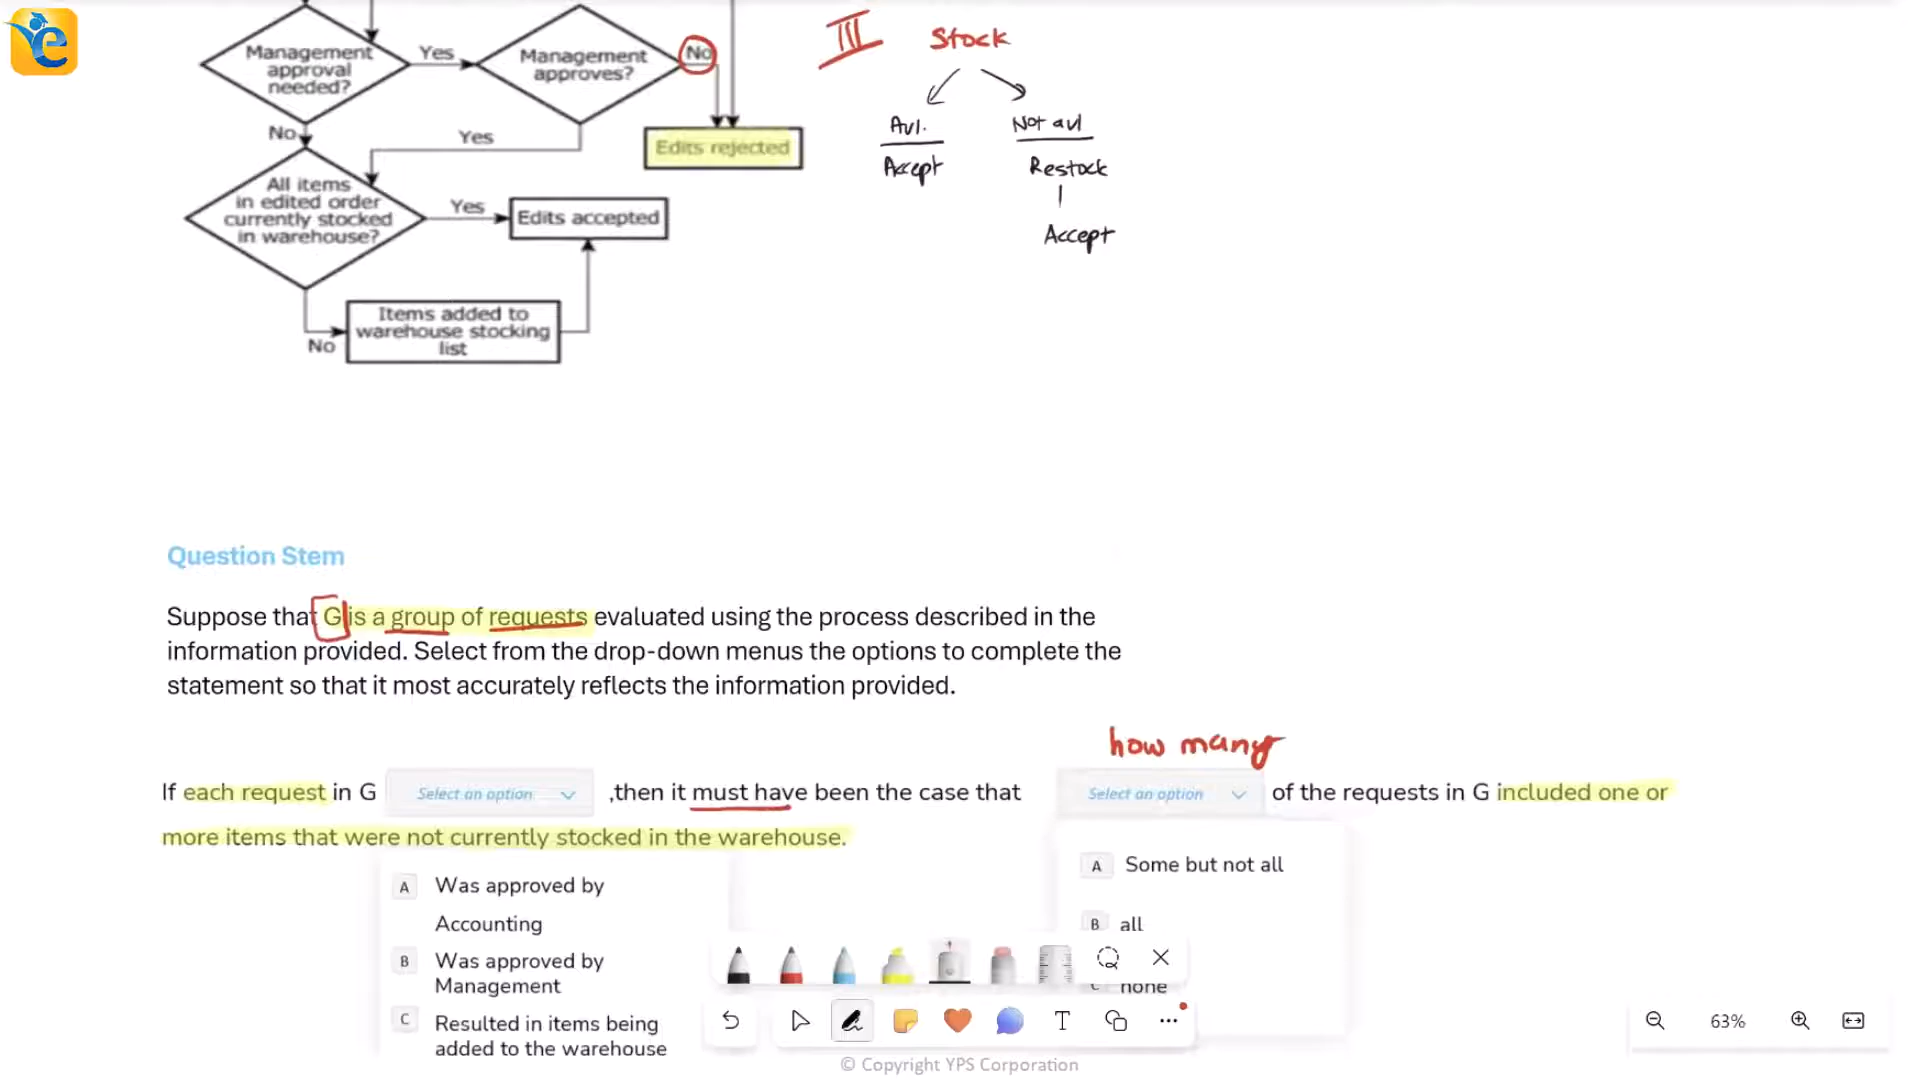 Management
approval
needed?
Yes
Management
approves?
No
No
Yes
Edits rejected
All items
in edited order
currently stocked
in warehouse?
Yes
Edits accepted
No
Items added to
warehouse stocking
list
III Stock
Avl. Not avl
Accept Restock
Accept
Question Stem
Suppose that G is a group of requests evaluated using the process described in the
information provided. Select from the drop-down menus the options to complete the
statement so that it most accurately reflects the information provided.
how many
If each request in G Select an option ,then it must have been the case that Select an option of the requests in G included one or
more items that were not currently stocked in the warehouse.
A Was approved by
Accounting
B Was approved by
Management
C Resulted in items being
added to the warehouse
A Some but not all
B all
C none
T
63%
© Copyright YPS Corporation